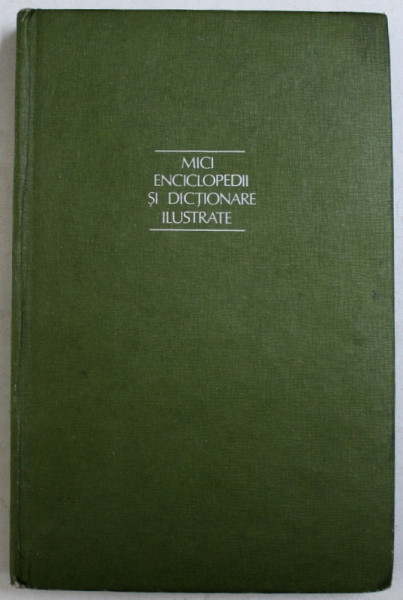 MICI
ENCICLOPEDII
ȘI DICȚIONARE
ILUSTRATE